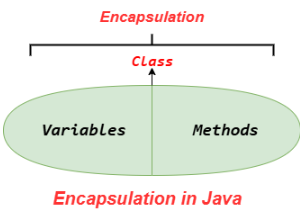 Encapsulation
Class
Variables Methods
Encapsulation in Java